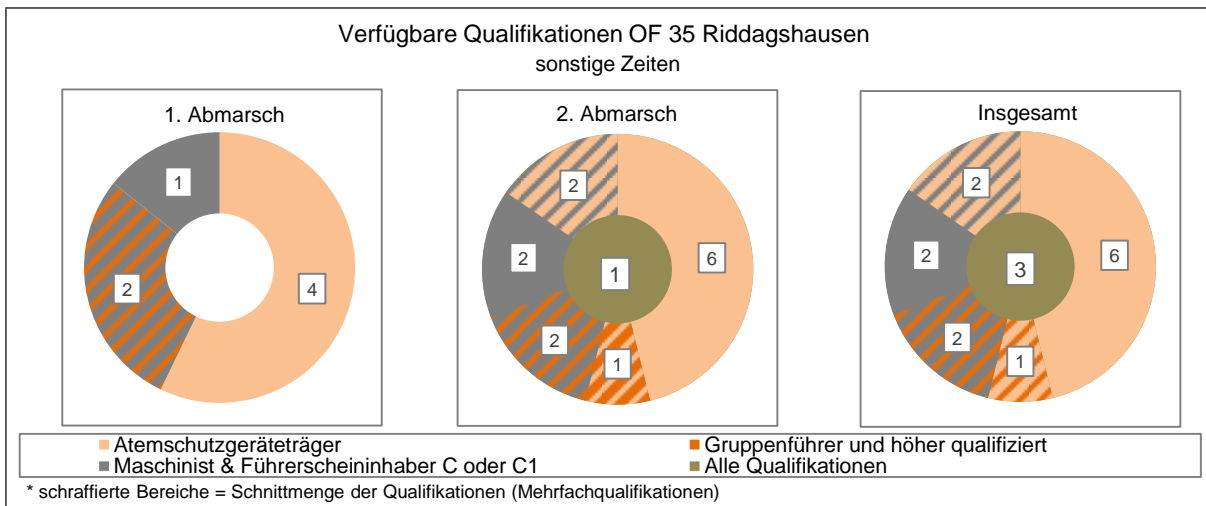 Verfügbare Qualifikationen OF 35 Riddagshausen
sonstige Zeiten
1. Abmarsch
1
2
4
2. Abmarsch
2
2
1
6
2
1
Insgesamt
2
2
3
6
2
1
Atemschutzgeräteträger
Gruppenführer und höher qualifiziert
Maschinist & Führerscheininhaber C oder C1
Alle Qualifikationen
* schraffierte Bereiche = Schnittmenge der Qualifikationen (Mehrfachqualifikationen)